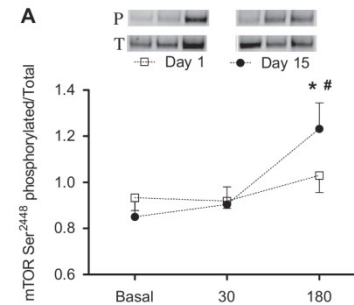 A
P
T
Day 1
Day 15
* #
mTOR Ser2448 phosphorylated/Total
1.4
1.2
1.0
0.8
0.6
Basal 30 180